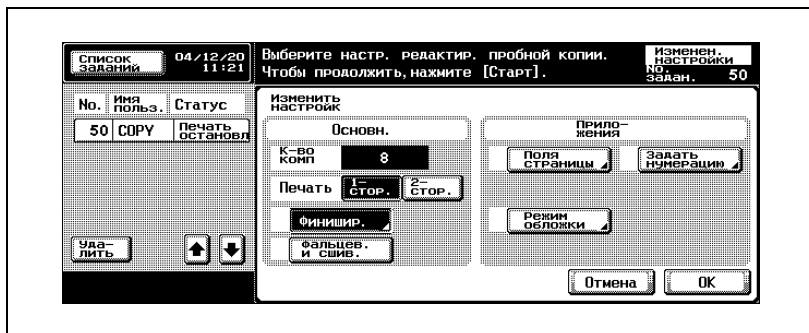 Список
заданий
04/12/20
11:21
Выберите настр. редактир. пробной копии.
Чтобы продолжить, нажмите [Старт].
Изменен.
настройки
No.
задан. 50
No. Имя
польз. Статус
50 COPY Печать
остановл
Уда-
лить
Изменить
настройк
Основн.
К-во
комп 8
Печать 1-
стор. 2-
стор.
Финишир.
Фальцев.
и сшив.
Прило-
жения
Поля
страницы
Задать
нумерацию
Режим
обложки
Отмена
OK